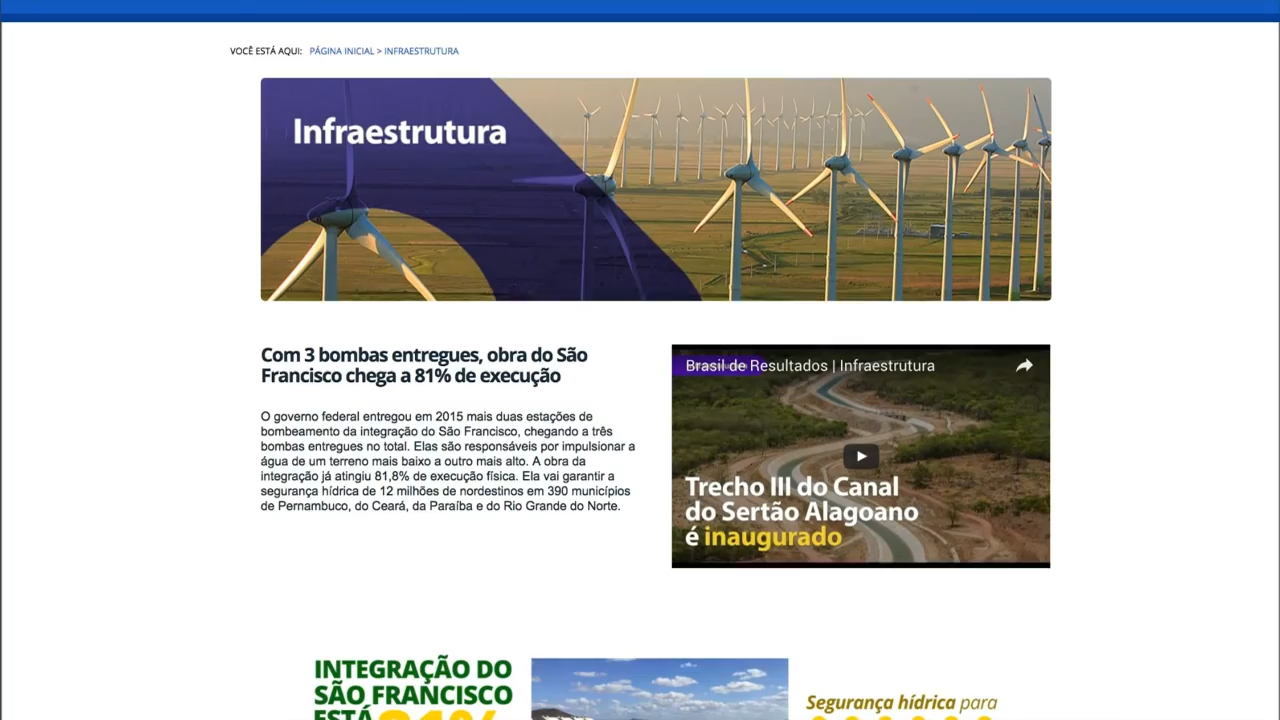 VOCÊ ESTÁ AQUI: PÁGINA INICIAL > INFRAESTRUTURA
Infraestrutura
Com 3 bombas entregues, obra do São
Francisco chega a 81% de execução
O governo federal entregou em 2015 mais duas estações de
bombeamento da integração do São Francisco, chegando a três
bombas entregues no total. Elas são responsáveis por impulsionar a
água de um terreno mais baixo a outro mais alto. A obra da
integração já atingiu 81,8% de execução física. Ela vai garantir a
segurança hídrica de 12 milhões de nordestinos em 390 municípios
de Pernambuco, do Ceará, da Paraíba e do Rio Grande do Norte.
Brasil de Resultados | Infraestrutura
Trecho III do Canal
do Sertão Alagoano
é inaugurado
INTEGRAÇÃO DO
SÃO FRANCISCO
ESTÁ 81%
Segurança hídrica para